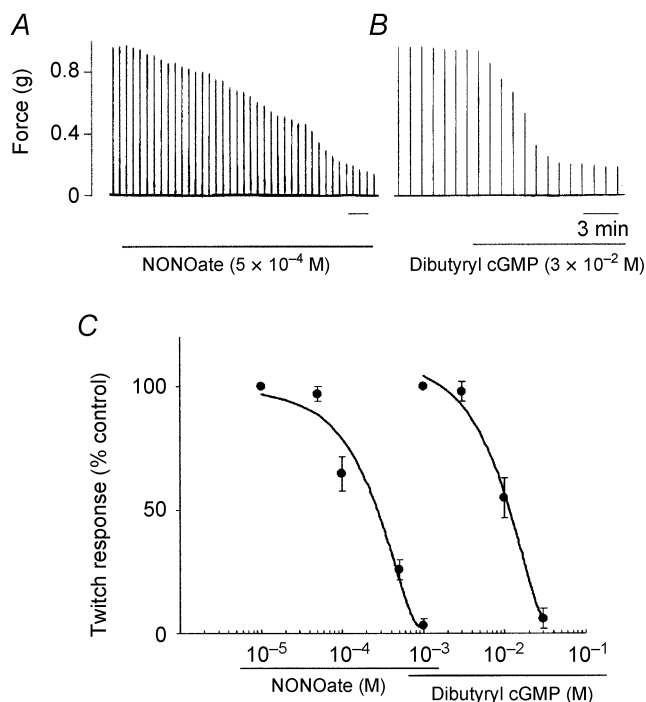 A
B
Force (g)
0.8
0.4
0
3 min
NONOate (5 × 10⁻⁴ M)
Dibutyryl cGMP (3 × 10⁻² M)
C
Twitch response (% control)
100
50
0
10⁻⁵ 10⁻⁴ 10⁻³ 10⁻² 10⁻¹
NONOate (M)
Dibutyryl cGMP (M)